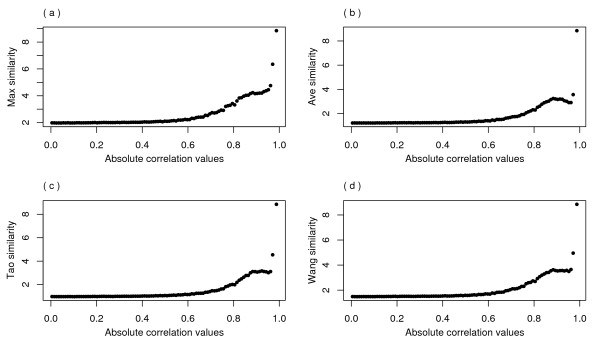 ( a )
Max similarity
8
6
4
2
0.0 0.2 0.4 0.6 0.8 1.0
Absolute correlation values
( b )
Ave similarity
8
6
4
2
0.0 0.2 0.4 0.6 0.8 1.0
Absolute correlation values
( c )
Tao similarity
8
6
4
2
0.0 0.2 0.4 0.6 0.8 1.0
Absolute correlation values
( d )
Wang similarity
8
6
4
2
0.0 0.2 0.4 0.6 0.8 1.0
Absolute correlation values